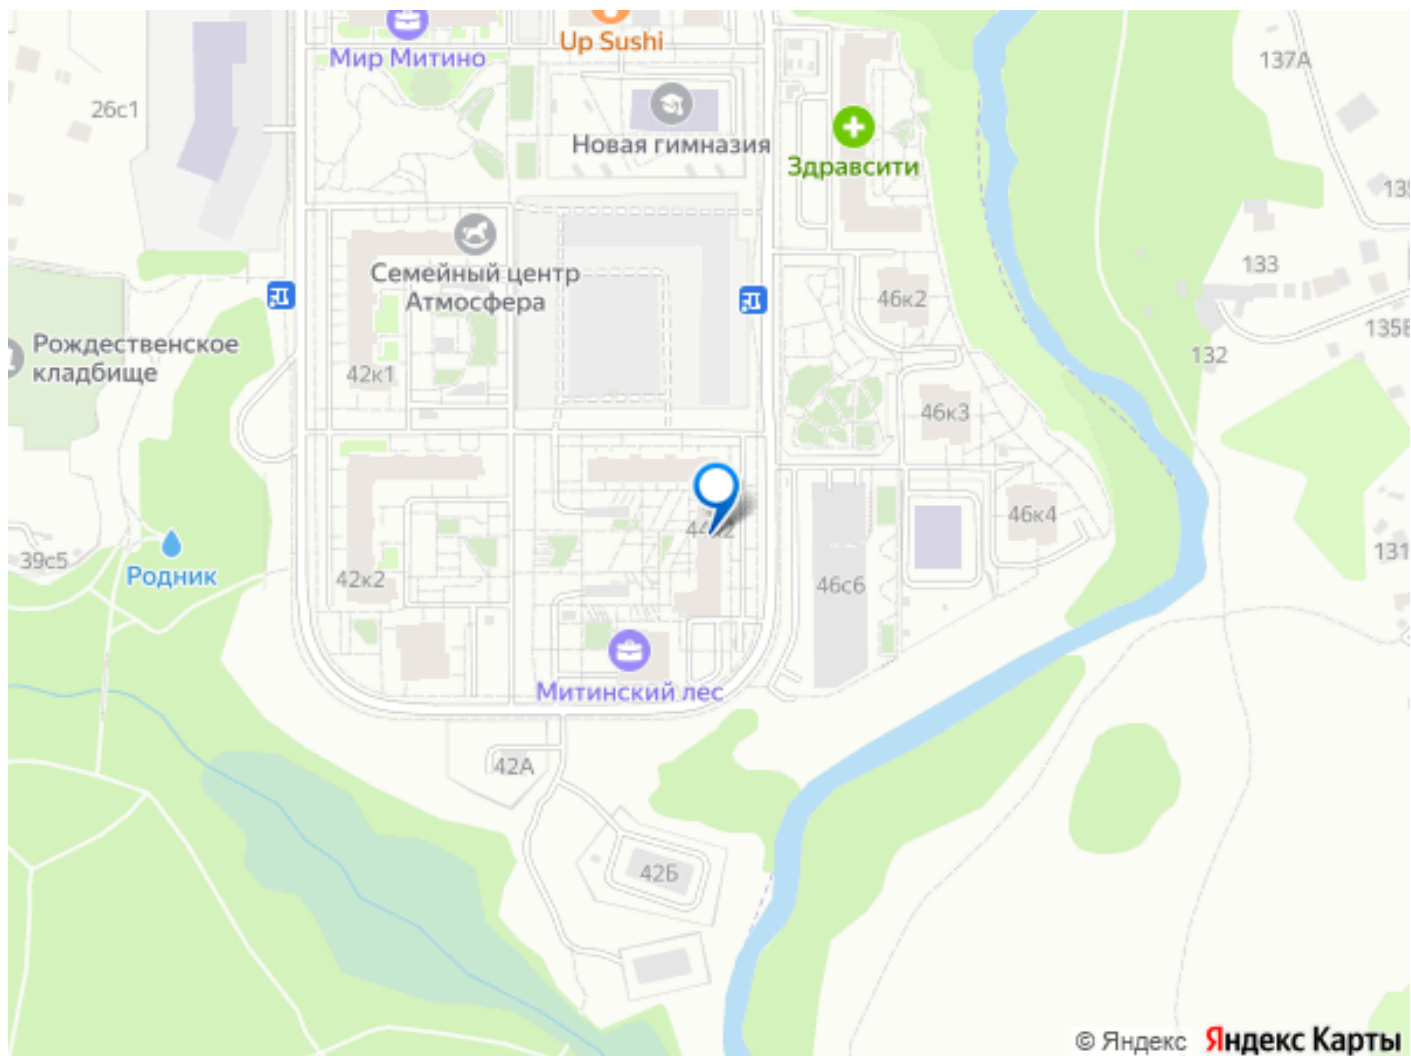 Мир Митино
Up Sushi
137А
26с1
Новая гимназия
Здравсити
Семейный центр
Атмосфера
133
46к2
Рождественское
кладбище
132
42к1
46к3
46к4
39с5
Родник
42к2
46с6
131
Митинский лес
42А
42Б
© Яндекс Яндекс Карты